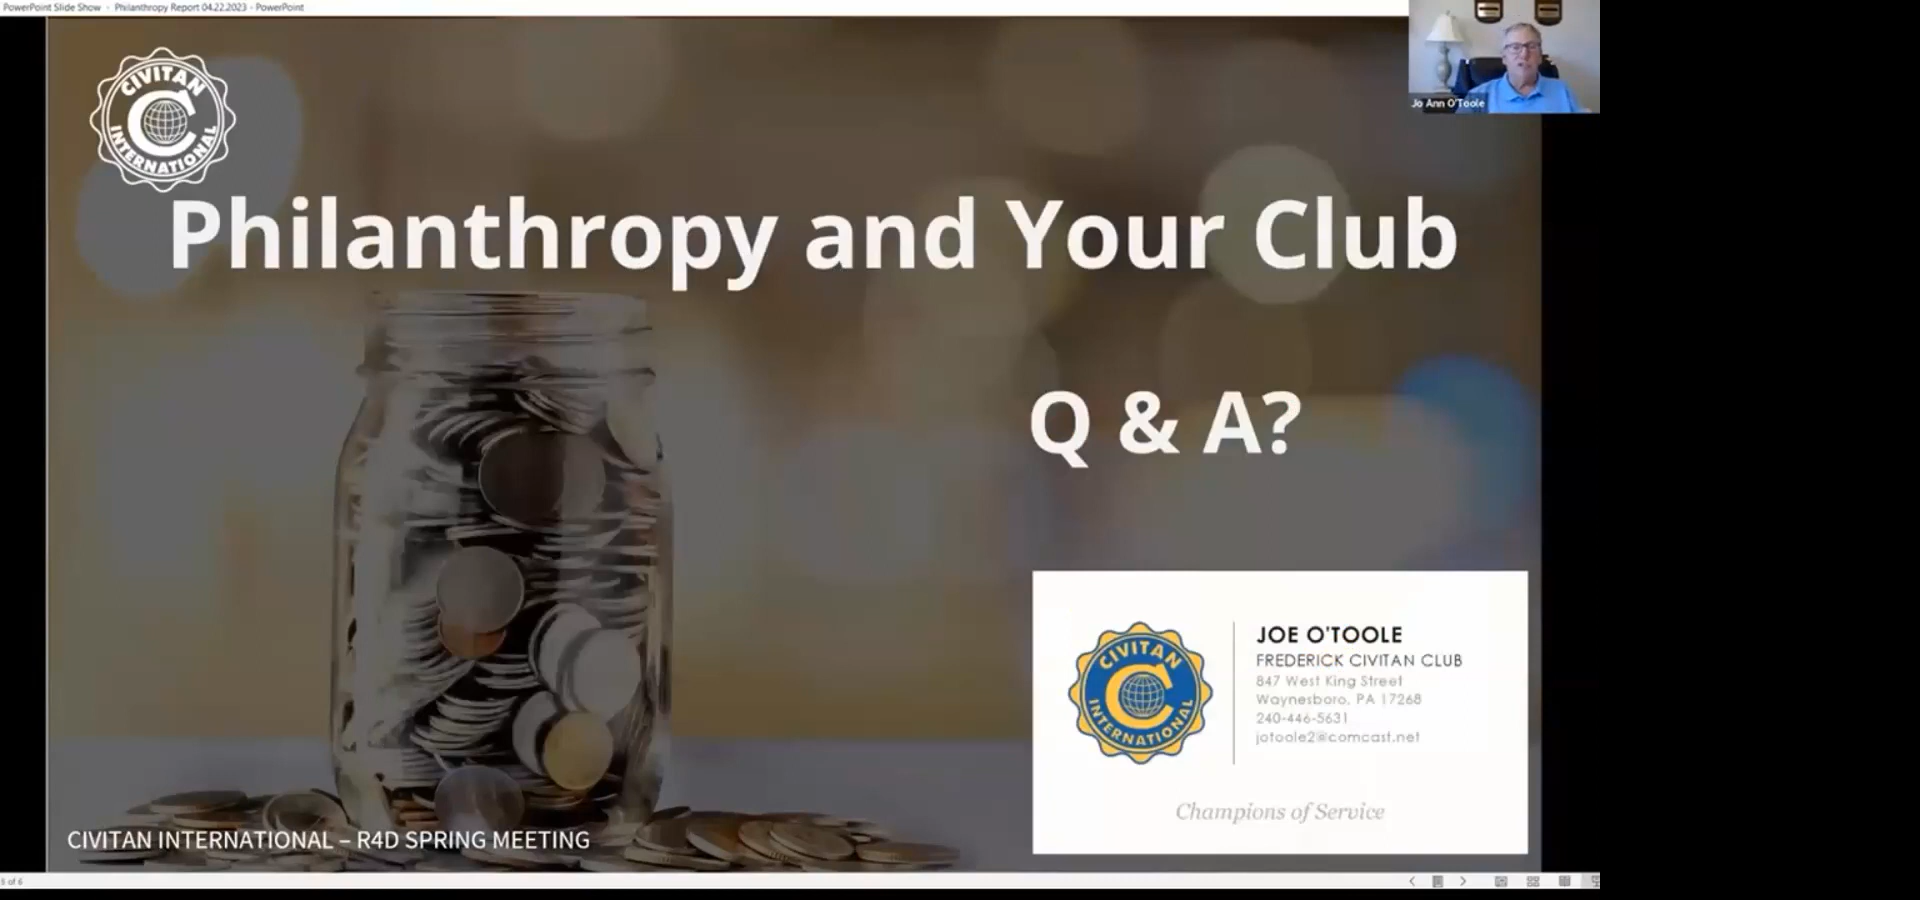 PowerPoint Slide Show - Philanthropy Report 04.22.2023 - PowerPoint
CIVITAN
INTERNATIONAL
Jo Ann O'Toole
Philanthropy and Your Club
Q & A?
CIVITAN
INTERNATIONAL
JOE O'TOOLE
FREDERICK CIVITAN CLUB
847 West King Street
Waynesboro, PA 17268
240-446-5631
jotoole2@comcast.net
Champions of Service
CIVITAN INTERNATIONAL – R4D SPRING MEETING
of 6